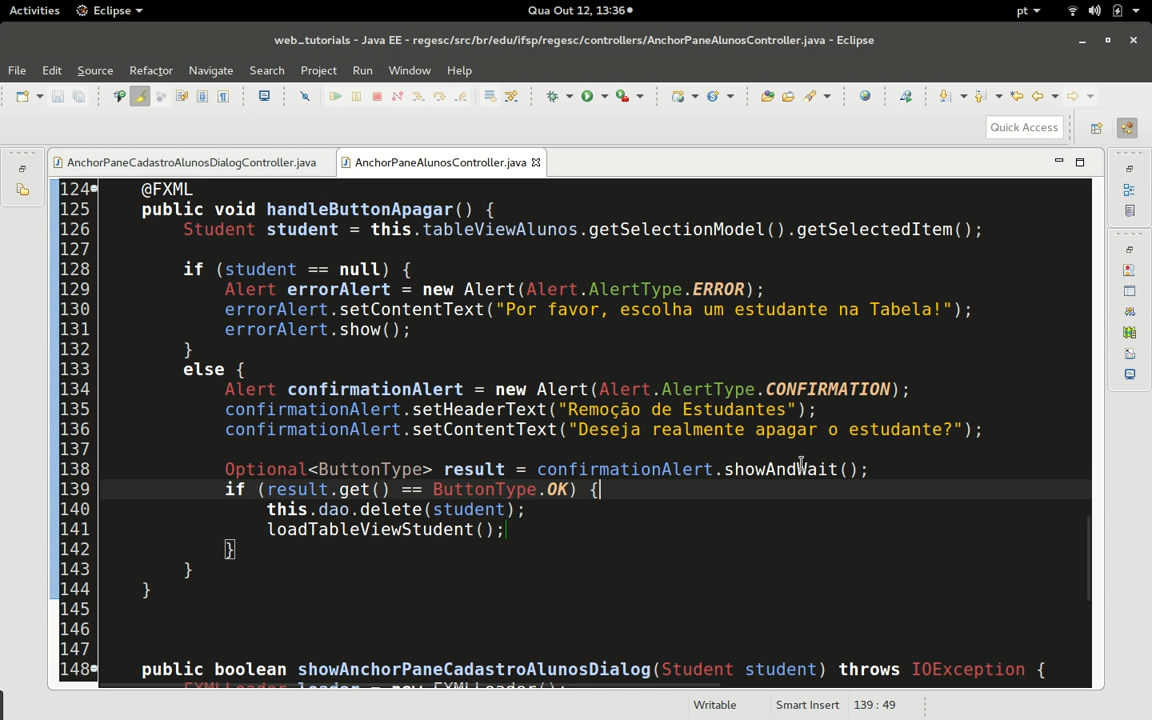 Activities Eclipse Qua Out 12, 13:36 pt
web_tutorials - Java EE - regesc/src/br/edu/ifsp/regesc/controllers/AnchorPaneAlunosController.java - Eclipse
File Edit Source Refactor Navigate Search Project Run Window Help
Quick Access
AnchorPaneCadastroAlunosDialogController.java AnchorPaneAlunosController.java
124 @FXML
125 public void handleButtonApagar() {
126 Student student = this.tableViewAlunos.getSelectionModel().getSelectedItem();
127
128 if (student == null) {
129 Alert errorAlert = new Alert(Alert.AlertType.ERROR);
130 errorAlert.setContentText("Por favor, escolha um estudante na Tabela!");
131 errorAlert.show();
132 }
133 else {
134 Alert confirmationAlert = new Alert(Alert.AlertType.CONFIRMATION);
135 confirmationAlert.setHeaderText("Remoção de Estudantes");
136 confirmationAlert.setContentText("Deseja realmente apagar o estudante?");
137
138 Optional<ButtonType> result = confirmationAlert.showAndWait();
139 if (result.get() == ButtonType.OK) {
140 this.dao.delete(student);
141 loadTableViewStudent();
142 }
143 }
144 }
145
146
147
148 public boolean showAnchorPaneCadastroAlunosDialog(Student student) throws IOException {
FXMLLoader loader = new FXMLLoader();
Writable Smart Insert 139 : 49